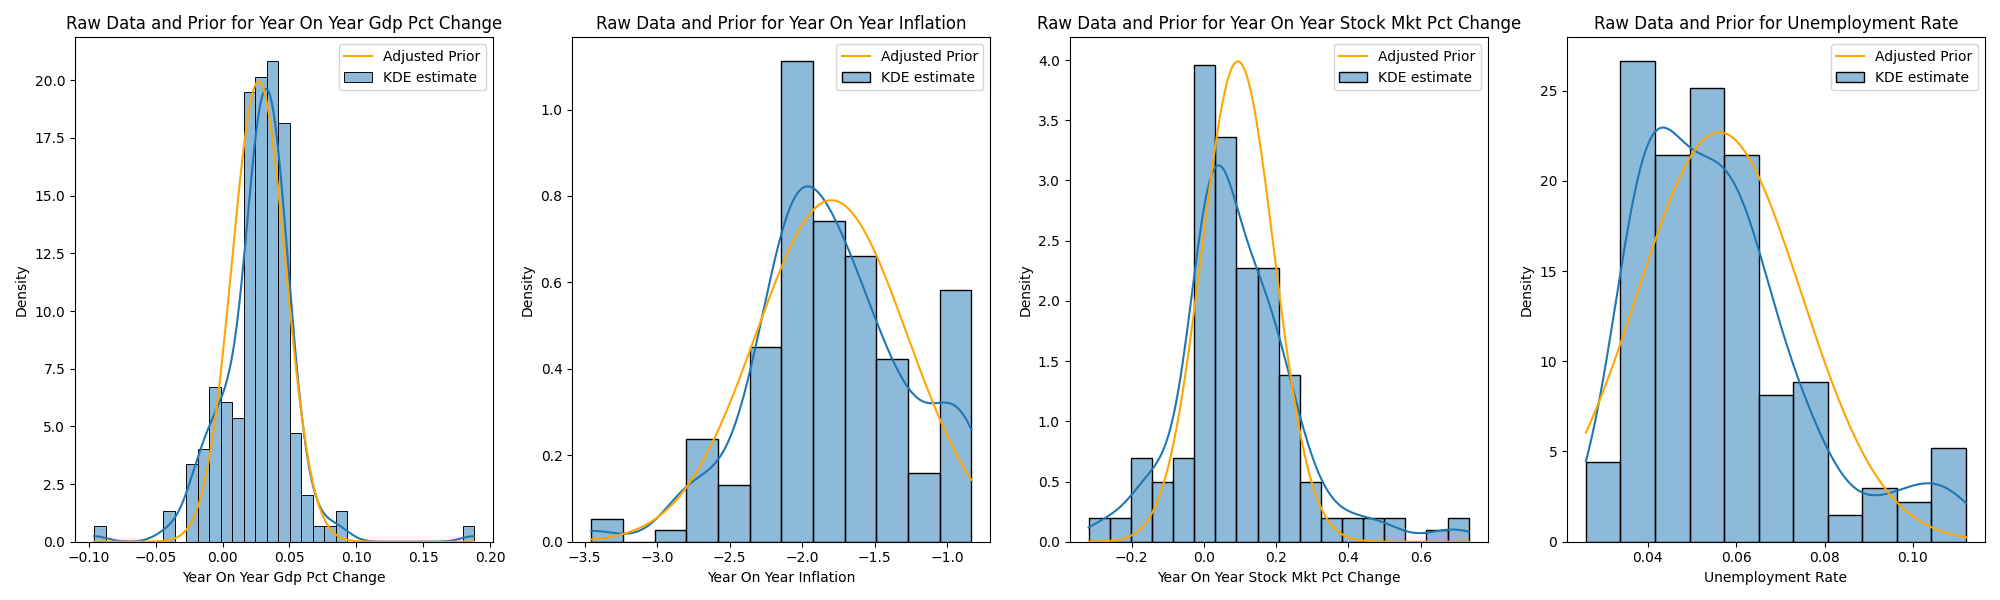 Raw Data and Prior for Year On Year Gdp Pct Change
Adjusted Prior
KDE estimate
20.0
17.5
15.0
12.5
10.0
7.5
5.0
2.5
0.0
Density
−0.10
−0.05
0.00
0.05
0.10
0.15
0.20
Year On Year Gdp Pct Change
Raw Data and Prior for Year On Year Inflation
Adjusted Prior
KDE estimate
1.0
0.8
0.6
0.4
0.2
0.0
Density
−3.5
−3.0
−2.5
−2.0
−1.5
−1.0
Year On Year Inflation
Raw Data and Prior for Year On Year Stock Mkt Pct Change
Adjusted Prior
KDE estimate
4.0
3.5
3.0
2.5
2.0
1.5
1.0
0.5
0.0
Density
−0.2
0.0
0.2
0.4
0.6
Year On Year Stock Mkt Pct Change
Raw Data and Prior for Unemployment Rate
Adjusted Prior
KDE estimate
25
20
15
10
5
0
Density
0.04
0.06
0.08
0.10
Unemployment Rate